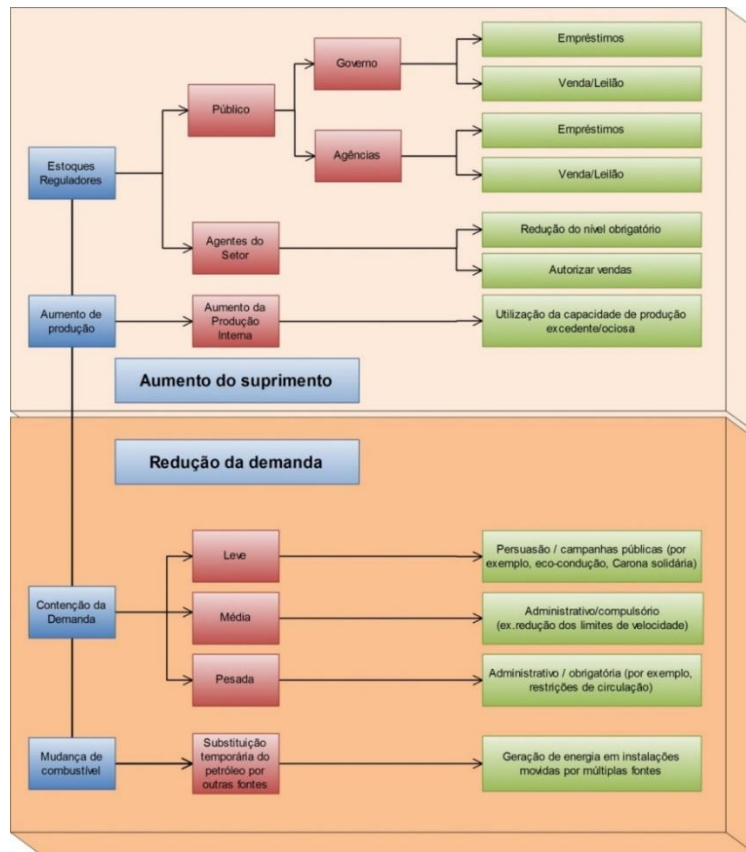 Empréstimos
Governo
Venda/Leilão
Público
Empréstimos
Agências
Venda/Leilão
Estoques
Reguladores
Redução do nível obrigatório
Agentes do
Setor
Autorizar vendas
Aumento de
produção
Aumento da
Produção
Interna
Utilização da capacidade de produção
excedente/ociosa
Aumento do suprimento
Redução da demanda
Leve
Persuasão / campanhas públicas (por
exemplo, eco-condução, Carona solidária)
Contenção da
Demanda
Média
Administrativo/compulsório
(ex.redução dos limites de velocidade)
Pesada
Administrativo / obrigatória (por exemplo,
restrições de circulação)
Mudança de
combustível
Substituição
temporária do
petróleo por
outras fontes
Geração de energia em instalações
movidas por múltiplas fontes